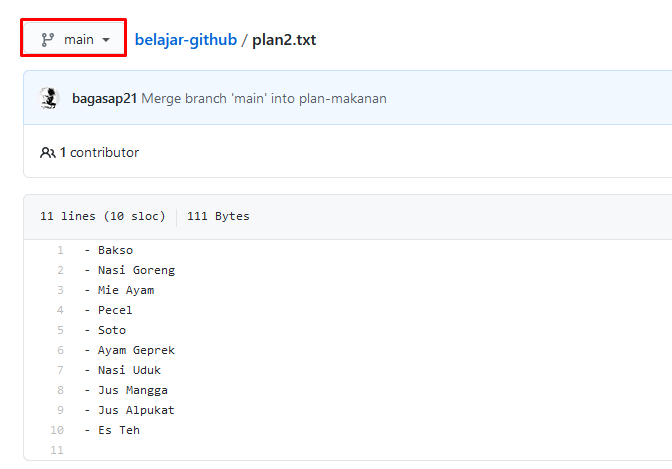 main belajar-github / plan2.txt
bagasap21 Merge branch 'main' into plan-makanan
1 contributor
11 lines (10 sloc) 111 Bytes
1 - Bakso
2 - Nasi Goreng
3 - Mie Ayam
4 - Pecel
5 - Soto
6 - Ayam Geprek
7 - Nasi Uduk
8 - Jus Mangga
9 - Jus Alpukat
10 - Es Teh
11